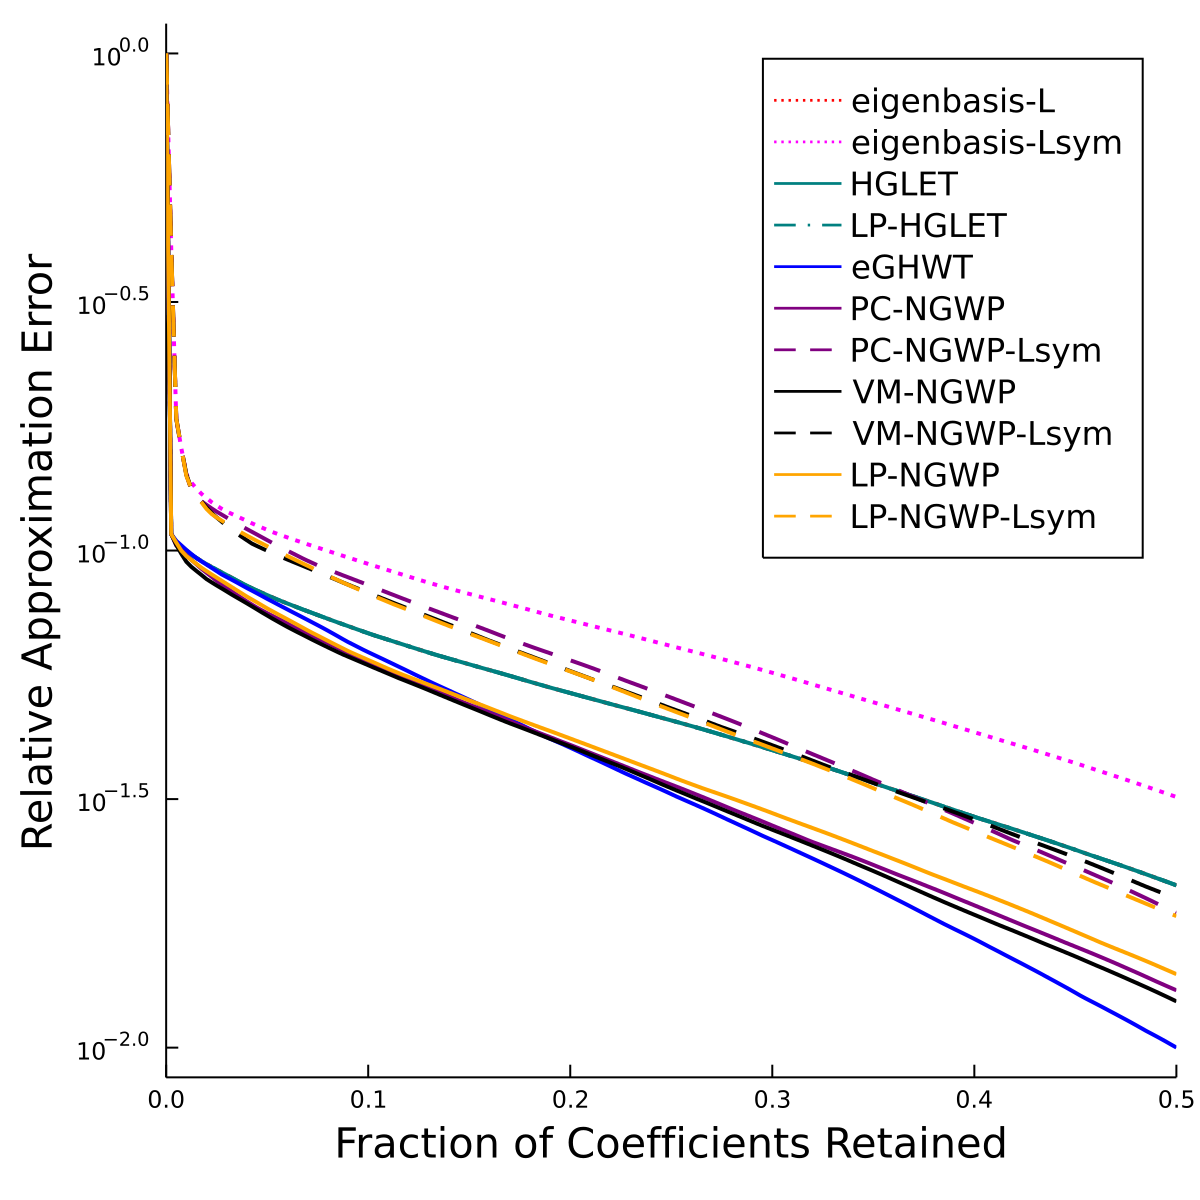 10^0.0
10^−0.5
10^−1.0
10^−1.5
10^−2.0
Relative Approximation Error
eigenbasis-L
eigenbasis-Lsym
HGLET
LP-HGLET
eGHWT
PC-NGWP
PC-NGWP-Lsym
VM-NGWP
VM-NGWP-Lsym
LP-NGWP
LP-NGWP-Lsym
0.0 0.1 0.2 0.3 0.4 0.5
Fraction of Coefficients Retained